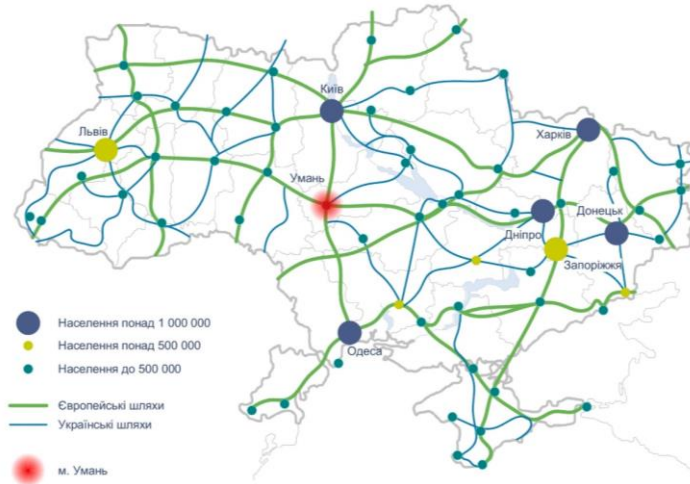 Київ
Львів
Харків
Умань
Донецьк
Дніпро
Запоріжжя
Одеса
Населення понад 1 000 000
Населення понад 500 000
Населення до 500 000
Європейські шляхи
Українські шляхи
м. Умань